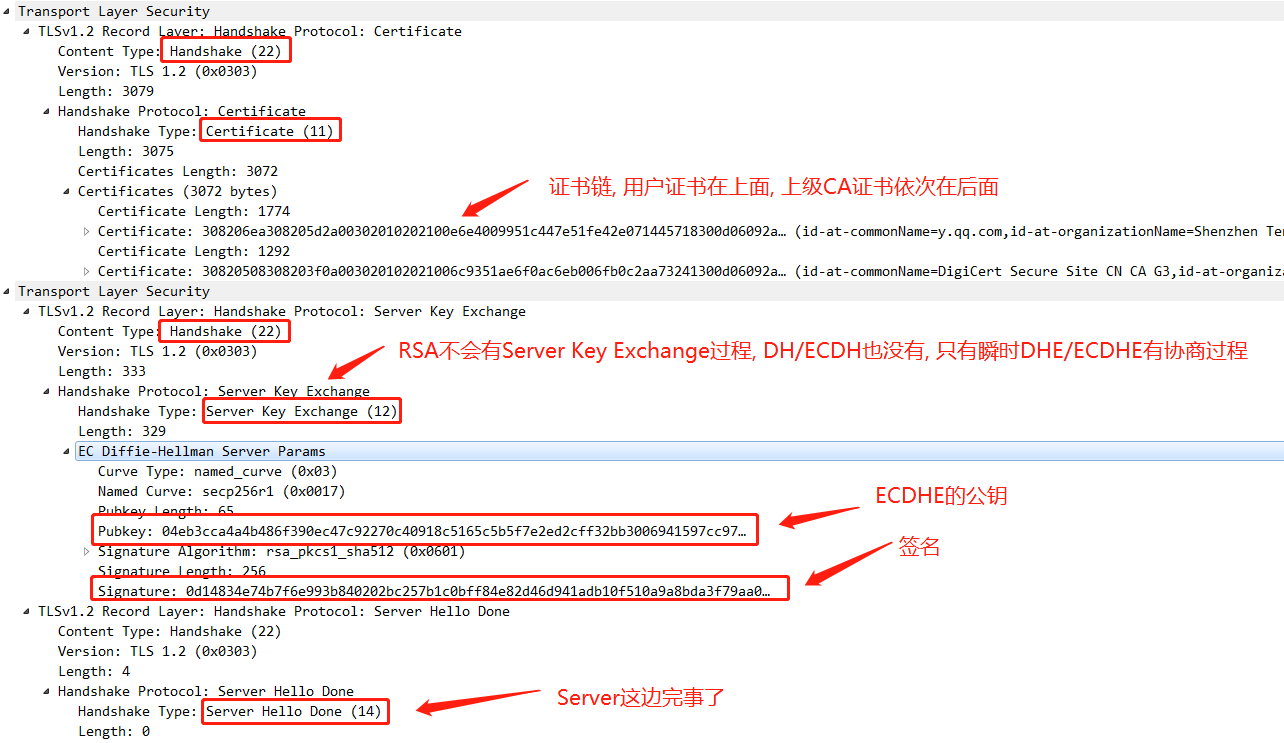 Transport Layer Security
TLSv1.2 Record Layer: Handshake Protocol: Certificate
Content Type: Handshake (22)
Version: TLS 1.2 (0x0303)
Length: 3079
Handshake Protocol: Certificate
Handshake Type: Certificate (11)
Length: 3075
Certificates Length: 3072
证书链, 用户证书在上面, 上级CA证书依次在后面
Certificates (3072 bytes)
Certificate Length: 1774
Certificate: 308206ea308205d2a00302010202100e6e4009951c447e51fe42e071445718300d06092a… (id-at-commonName=y.qq.com,id-at-organizationName=Shenzhen Ten
Certificate Length: 1292
Certificate: 30820508308203f0a003020102021006c9351ae6f0ac6eb006fb0c2aa73241300d06092a… (id-at-commonName=DigiCert Secure Site CN CA G3,id-at-organiza
Transport Layer Security
TLSv1.2 Record Layer: Handshake Protocol: Server Key Exchange
Content Type: Handshake (22)
Version: TLS 1.2 (0x0303)
RSA不会有Server Key Exchange过程, DH/ECDH也没有, 只有瞬时DHE/ECDHE有协商过程
Length: 333
Handshake Protocol: Server Key Exchange
Handshake Type: Server Key Exchange (12)
Length: 329
EC Diffie-Hellman Server Params
Curve Type: named_curve (0x03)
Named Curve: secp256r1 (0x0017)
ECDHE的公钥
Pubkey Length: 65
Pubkey: 04eb3cca4a4b486f390ec47c92270c40918c5165c5b5f7e2ed2cff32bb3006941597cc97…
Signature Algorithm: rsa_pkcs1_sha512 (0x0601)
签名
Signature Length: 256
Signature: 0d14834e74b7f6e993b840202bc257b1c0bff84e82d46d941adb10f510a9a8bda3f79aa0…
TLSv1.2 Record Layer: Handshake Protocol: Server Hello Done
Content Type: Handshake (22)
Version: TLS 1.2 (0x0303)
Length: 4
Handshake Protocol: Server Hello Done
Server这边完事了
Handshake Type: Server Hello Done (14)
Length: 0